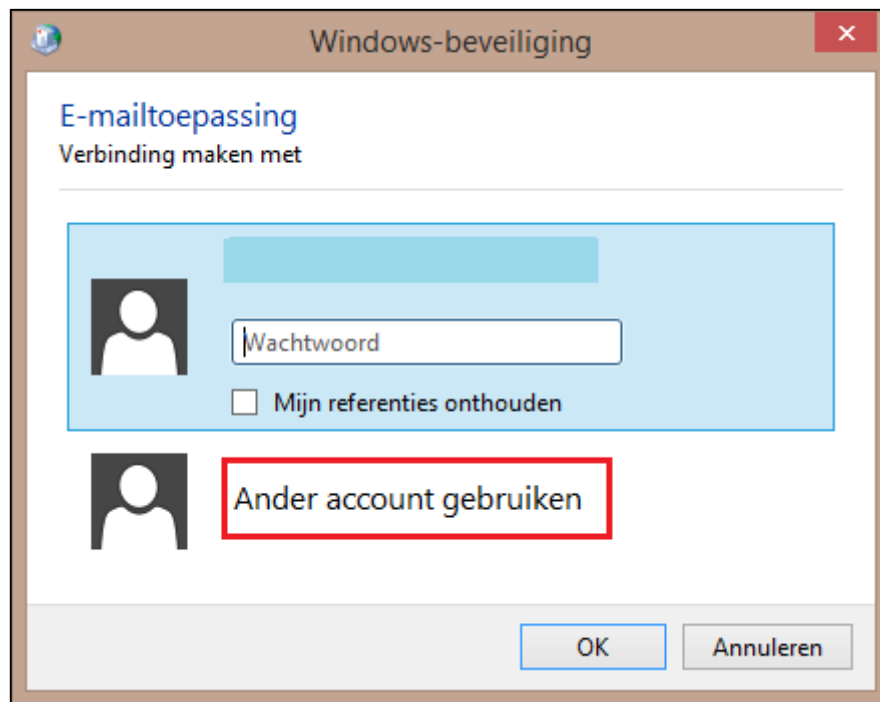 Windows-beveiliging
E-mailtoepassing
Verbinding maken met
Wachtwoord
Mijn referenties onthouden
Ander account gebruiken
OK
Annuleren